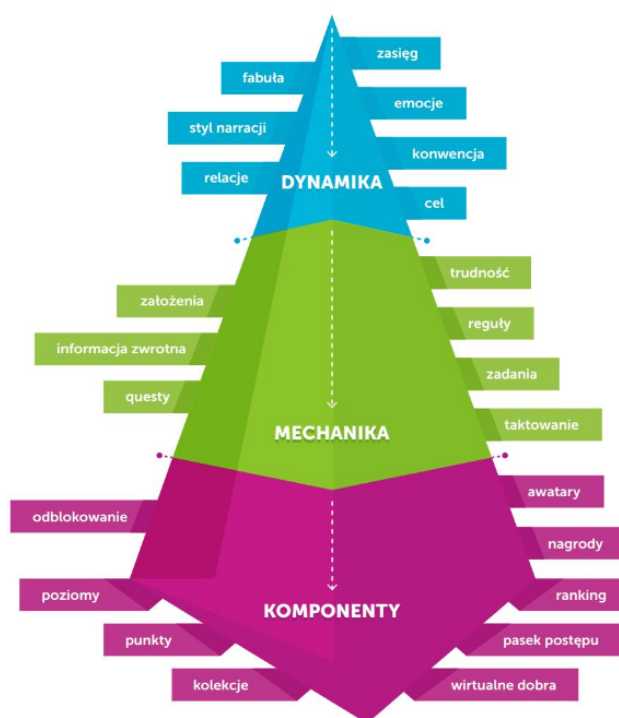 zasięg
fabuła
emocje
styl narracji
konwencja
relacje
DYNAMIKA
cel
trudność
założenia
reguły
informacja zwrotna
zadania
questy
taktowanie
MECHANIKA
awatary
odblokowanie
nagrody
poziomy
ranking
KOMPONENTY
punkty
pasek postępu
kolekcje
wirtualne dobra